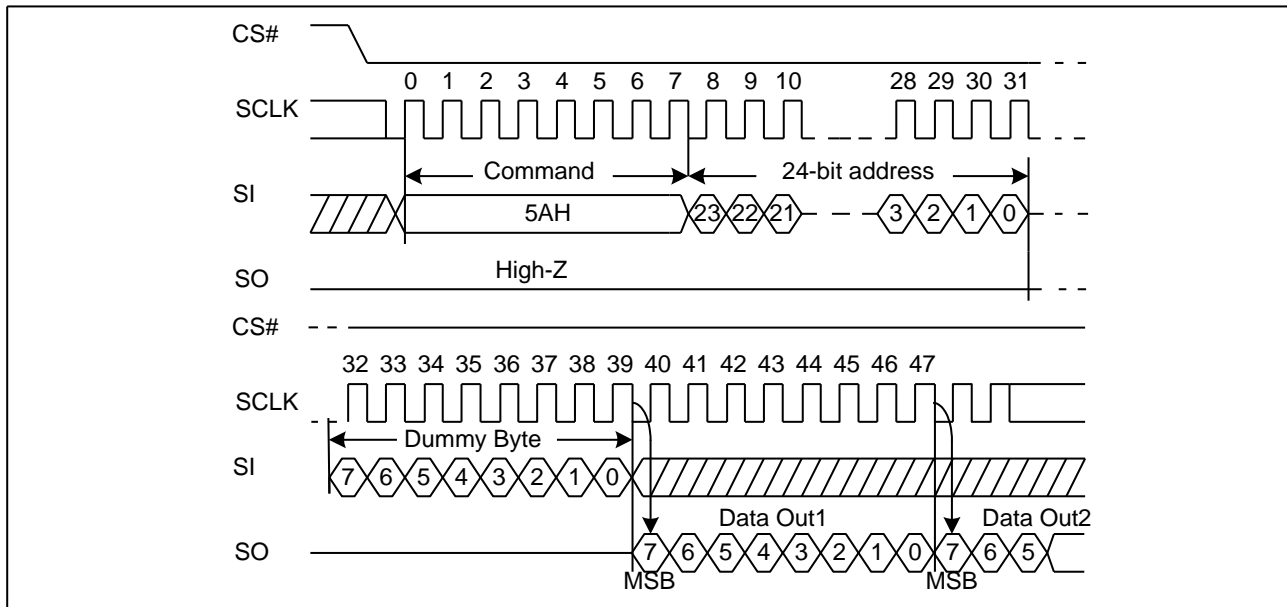 CS#
0 1 2 3 4 5 6 7 8 9 10 28 29 30 31
SCLK
Command 24-bit address
SI
5AH 23 22 21 3 2 1 0
High-Z
SO
CS#
32 33 34 35 36 37 38 39 40 41 42 43 44 45 46 47
SCLK
Dummy Byte
SI
7 6 5 4 3 2 1 0
Data Out1 Data Out2
SO
7 6 5 4 3 2 1 0 7 6 5
MSB MSB